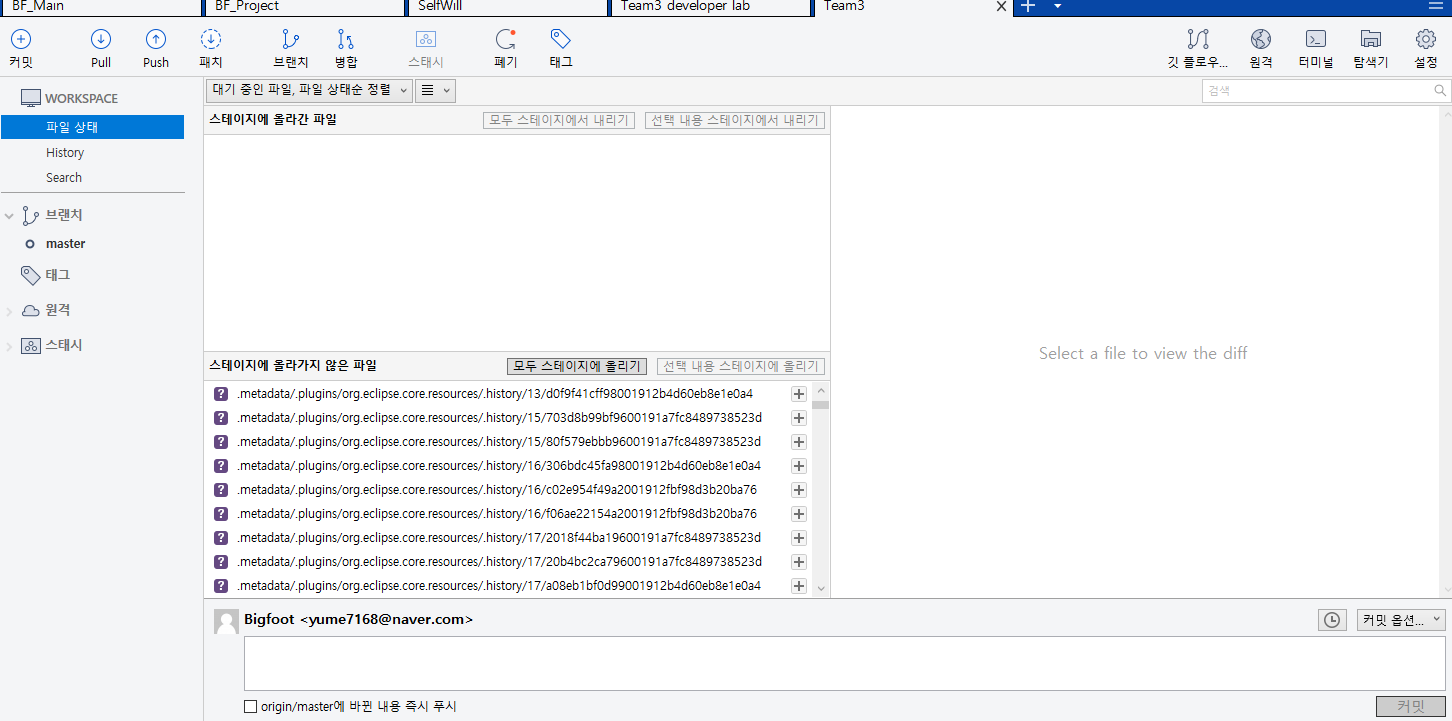 BF_Main BF_Project SelfWill Team3 developer lab Team3
커밋 Pull Push 패치 브랜치 병합 스태시 폐기 태그 깃 플로우... 원격 터미널 탐색기 설정
WORKSPACE
파일 상태
History
Search
브랜치
master
태그
원격
스태시
대기 중인 파일, 파일 상태순 정렬
검색
스테이지에 올라간 파일 모두 스테이지에서 내리기 선택 내용 스테이지에서 내리기
Select a file to view the diff
스테이지에 올라가지 않은 파일 모두 스테이지에 올리기 선택 내용 스테이지에 올리기
.metadata/.plugins/org.eclipse.core.resources/.history/13/d0f9f41cff98001912b4d60eb8e1e0a4
.metadata/.plugins/org.eclipse.core.resources/.history/15/703d8b99bf9600191a7fc8489738523d
.metadata/.plugins/org.eclipse.core.resources/.history/15/80f579ebbb9600191a7fc8489738523d
.metadata/.plugins/org.eclipse.core.resources/.history/16/306bdc45fa98001912b4d60eb8e1e0a4
.metadata/.plugins/org.eclipse.core.resources/.history/16/c02e954f49a2001912fbf98d3b20ba76
.metadata/.plugins/org.eclipse.core.resources/.history/16/f06ae22154a2001912fbf98d3b20ba76
.metadata/.plugins/org.eclipse.core.resources/.history/17/2018f44ba19600191a7fc8489738523d
.metadata/.plugins/org.eclipse.core.resources/.history/17/20b4bc2ca79600191a7fc8489738523d
.metadata/.plugins/org.eclipse.core.resources/.history/17/a08eb1bf0d99001912b4d60eb8e1e0a4
Bigfoot <yume7168@naver.com>
커밋 옵션...
origin/master에 바뀐 내용 즉시 푸시
커밋